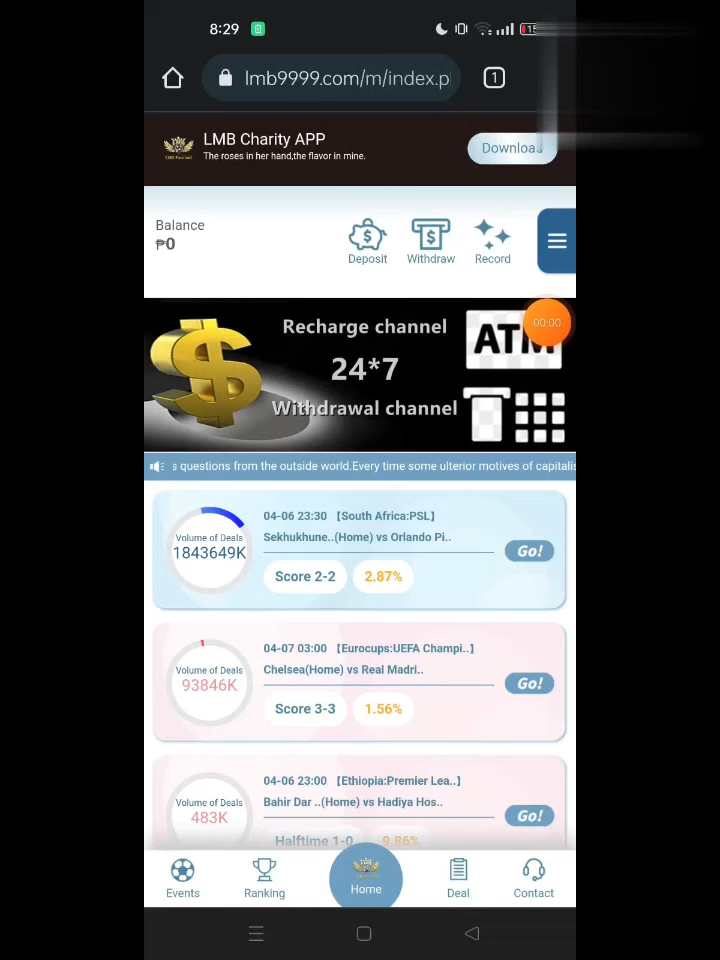 8:29
lmb9999.com/m/index.p
1
LMB Charity APP
The roses in her hand,the flavor in mine.
Download
Balance
₱0
Deposit
Withdraw
Record
Recharge channel
24*7
Withdrawal channel
ATM
00:00
s questions from the outside world.Every time some ulterior motives of capitalis
04-06 23:30 【South Africa:PSL】
Sekhukhune..(Home) vs Orlando Pi..
Volume of Deals
1843649K
Score 2-2
2.87%
Go!
04-07 03:00 【Eurocups:UEFA Champi..】
Chelsea(Home) vs Real Madri..
Volume of Deals
93846K
Score 3-3
1.56%
Go!
04-06 23:00 【Ethiopia:Premier Lea..】
Bahir Dar ..(Home) vs Hadiya Hos..
Volume of Deals
483K
Halftime 1-0
9.86%
Go!
Events
Ranking
Home
Deal
Contact